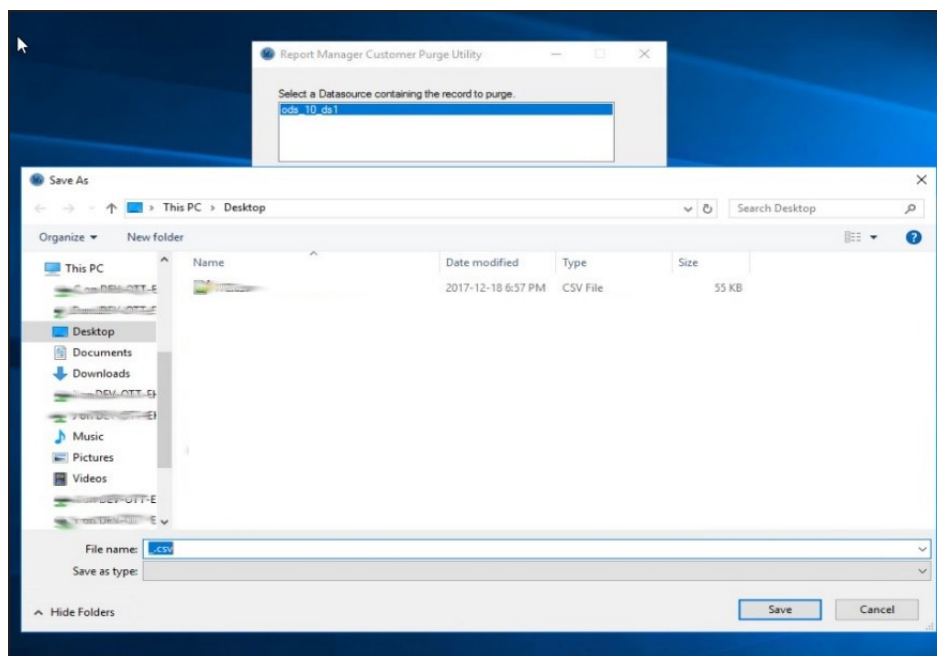 Report Manager Customer Purge Utility
Select a Datasource containing the record to purge.
ods_10_ds1
Save As
This PC > Desktop
Search Desktop
Organize
New folder
This PC
Desktop
Documents
Downloads
Music
Pictures
Videos
Name
Date modified
Type
Size
2017-12-18 6:57 PM
CSV File
55 KB
File name:
_.csv
Save as type:
Hide Folders
Save
Cancel